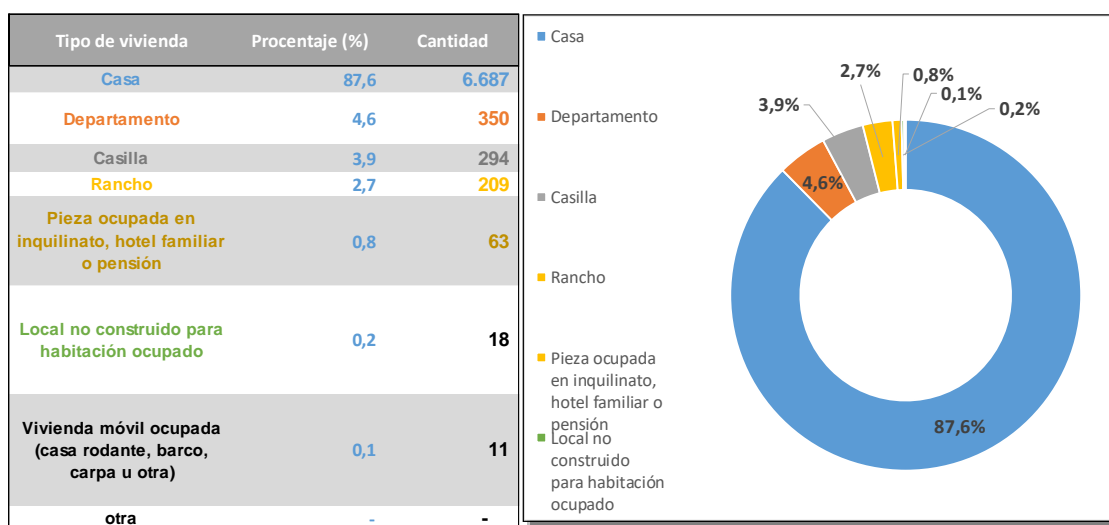 Tipo de vivienda Procentaje (%) Cantidad
Casa 87,6 6.687
Departamento 4,6 350
Casilla 3,9 294
Rancho 2,7 209
Pieza ocupada en
inquilinato, hotel familiar 0,8 63
o pensión
Local no construido para
habitación ocupado 0,2 18
Vivienda móvil ocupada
(casa rodante, barco, 0,1 11
carpa u otra)
otra - -
Casa
Departamento
Casilla
Rancho
Pieza ocupada
en inquilinato,
hotel familiar o
pensión
Local no
construido
para habitación
ocupado
2,7%
0,8%
0,1%
0,2%
3,9%
4,6%
87,6%